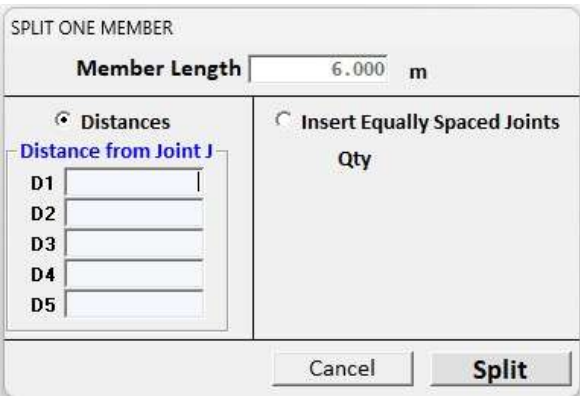 SPLIT ONE MEMBER
Member Length 6.000 m
Distances
Distance from Joint J
D1
D2
D3
D4
D5
Insert Equally Spaced Joints
Qty
Cancel Split